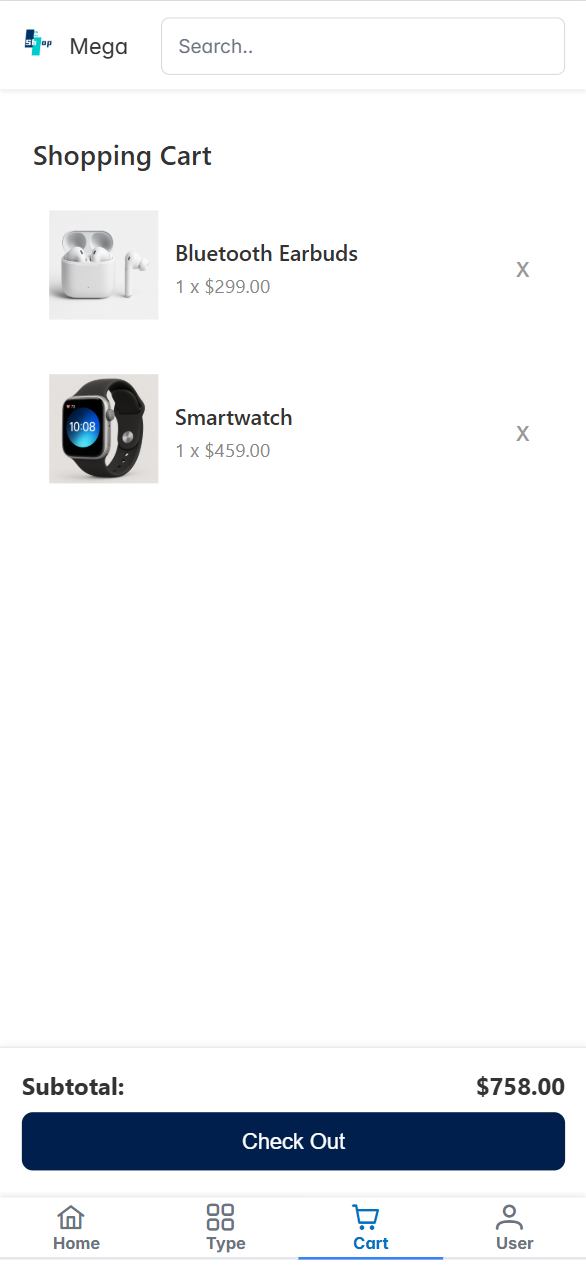 Shop
Mega
Search..
Shopping Cart
Bluetooth Earbuds
1 x $299.00
X
10:08
Smartwatch
1 x $459.00
X
Subtotal:
$758.00
Check Out
Home
Type
Cart
User